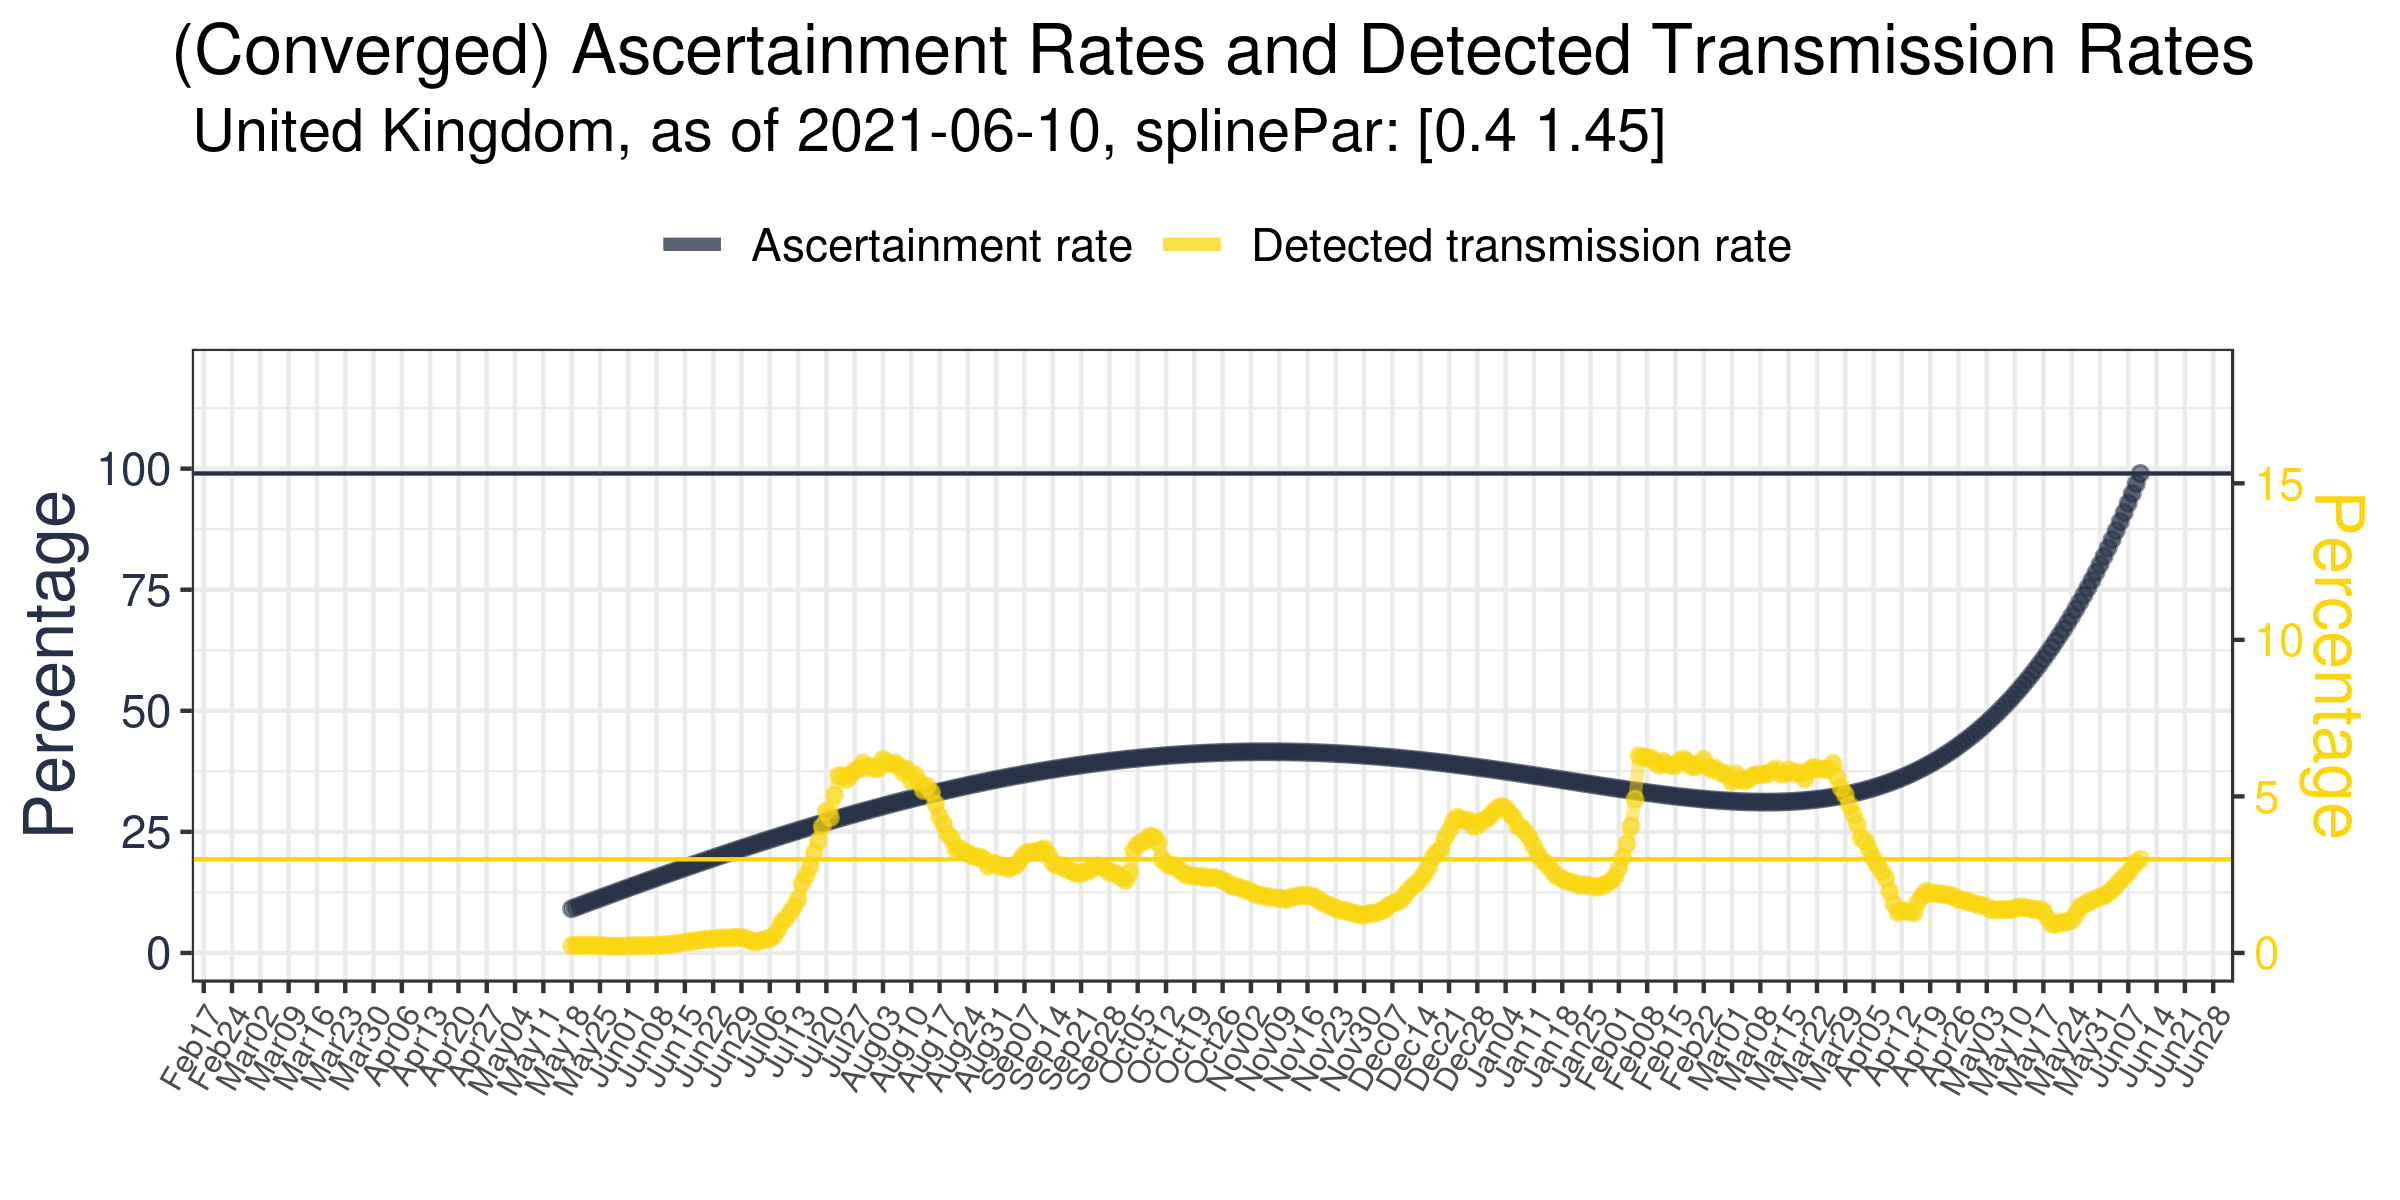 (Converged) Ascertainment Rates and Detected Transmission Rates
United Kingdom, as of 2021-06-10, splinePar: [0.4 1.45]
Ascertainment rate Detected transmission rate
Percentage
100
75
50
25
0
15
10
5
0
Percentage
Feb17
Feb24
Mar02
Mar09
Mar16
Mar23
Mar30
Apr06
Apr13
Apr20
Apr27
May04
May11
May18
May25
Jun01
Jun08
Jun15
Jun22
Jun29
Jul06
Jul13
Jul20
Jul27
Aug03
Aug10
Aug17
Aug24
Aug31
Sep07
Sep14
Sep21
Sep28
Oct05
Oct12
Oct19
Oct26
Nov02
Nov09
Nov16
Nov23
Nov30
Dec07
Dec14
Dec21
Dec28
Jan04
Jan11
Jan18
Jan25
Feb01
Feb08
Feb15
Feb22
Mar01
Mar08
Mar15
Mar22
Mar29
Apr05
Apr12
Apr19
Apr26
May03
May10
May17
May24
May31
Jun07
Jun14
Jun21
Jun28